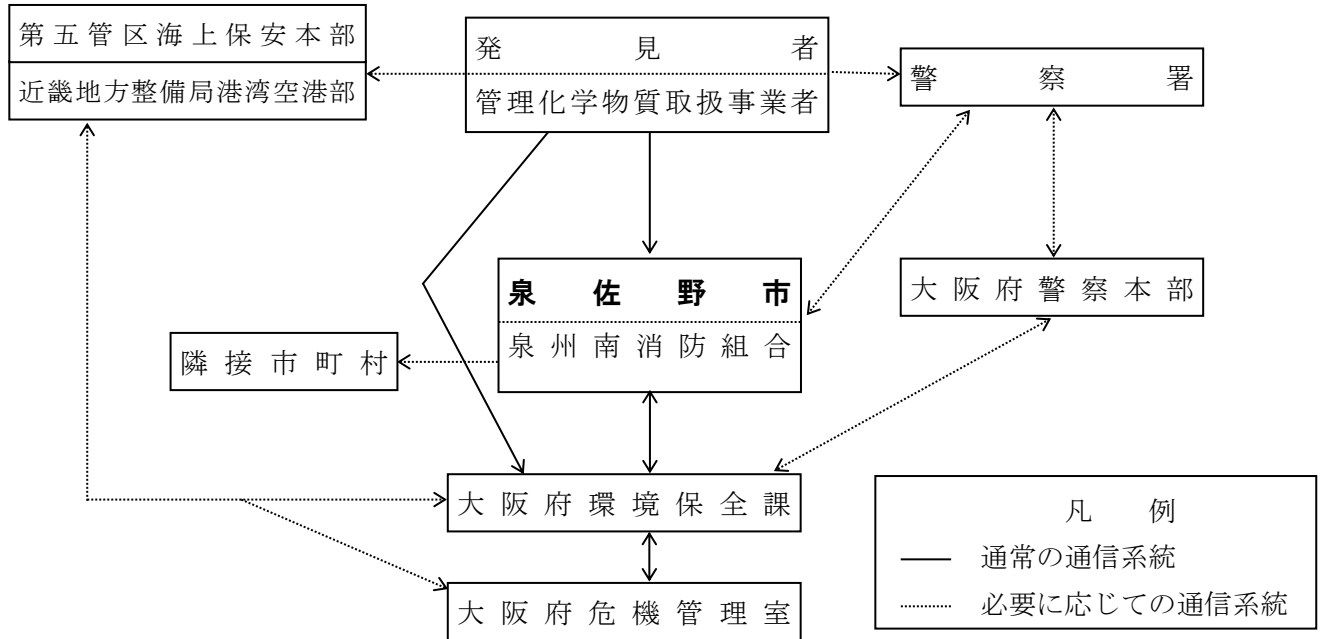 第五管区海上保安本部
近畿地方整備局港湾空港部
発見者
管理化学物質取扱事業者
警察署
泉佐野市
泉州南消防組合
大阪府警察本部
隣接市町村
大阪府環境保全課
大阪府危機管理室
凡例
通常の通信系統
必要に応じての通信系統